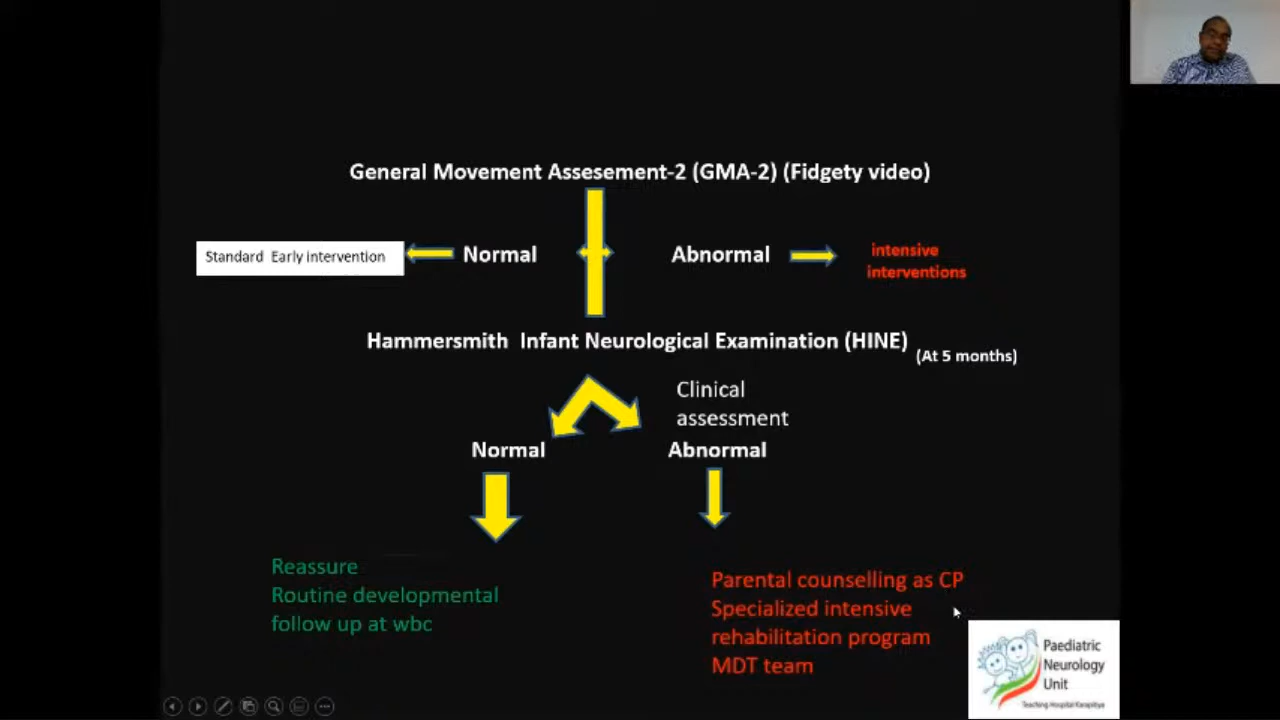 General Movement Assesement-2 (GMA-2) (Fidgety video)
Standard Early intervention
Normal
Abnormal
intensive
interventions
Hammersmith Infant Neurological Examination (HINE)
(At 5 months)
Clinical
assessment
Normal
Abnormal
Reassure
Routine developmental
follow up at wbc
Parental counselling as CP
Specialized intensive
rehabilitation program
MDT team
Paediatric
Neurology
Unit
Teaching Hospital Karapitiya